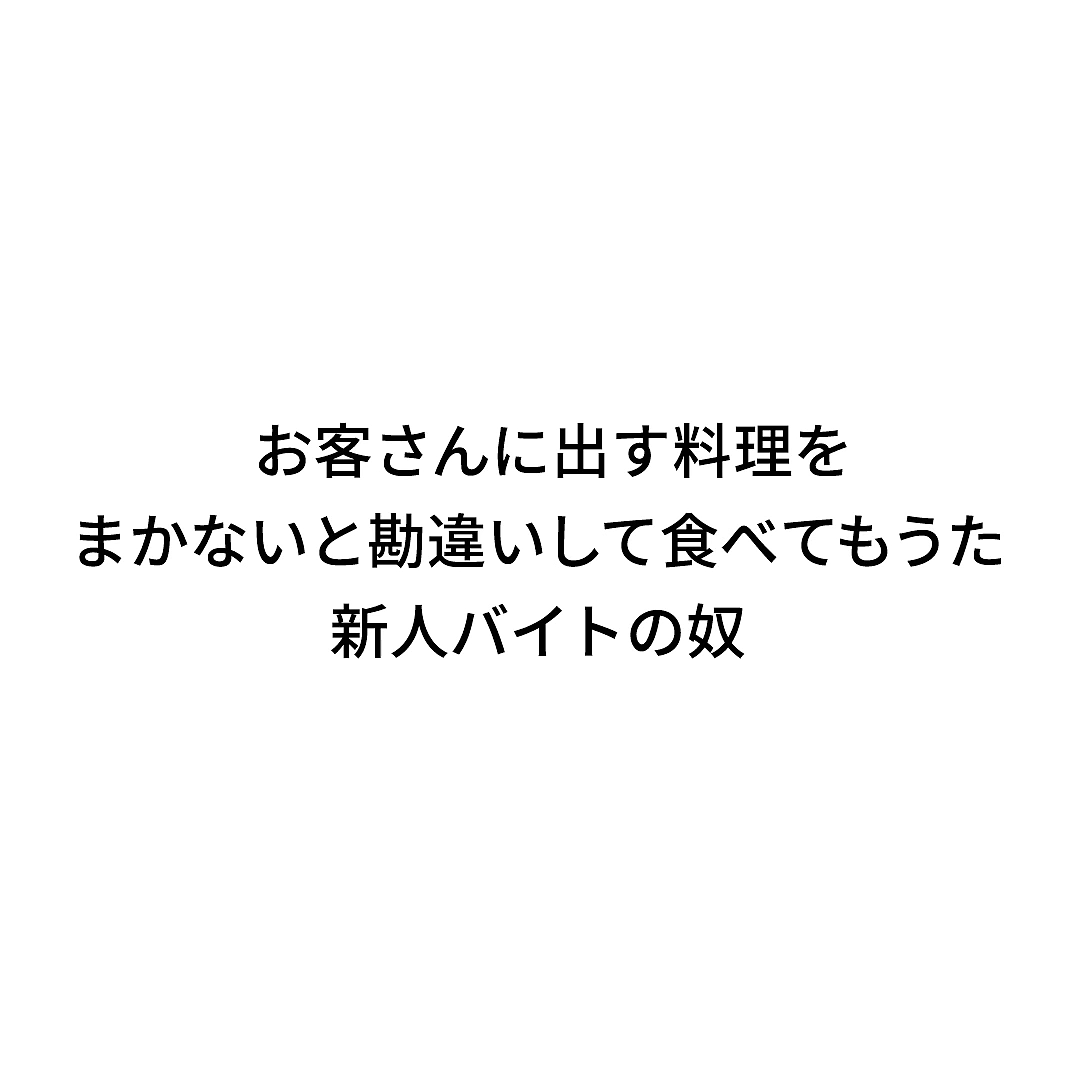 お客さんに出す料理を
まかないと勘違いして食べてもうた
新人バイトの奴